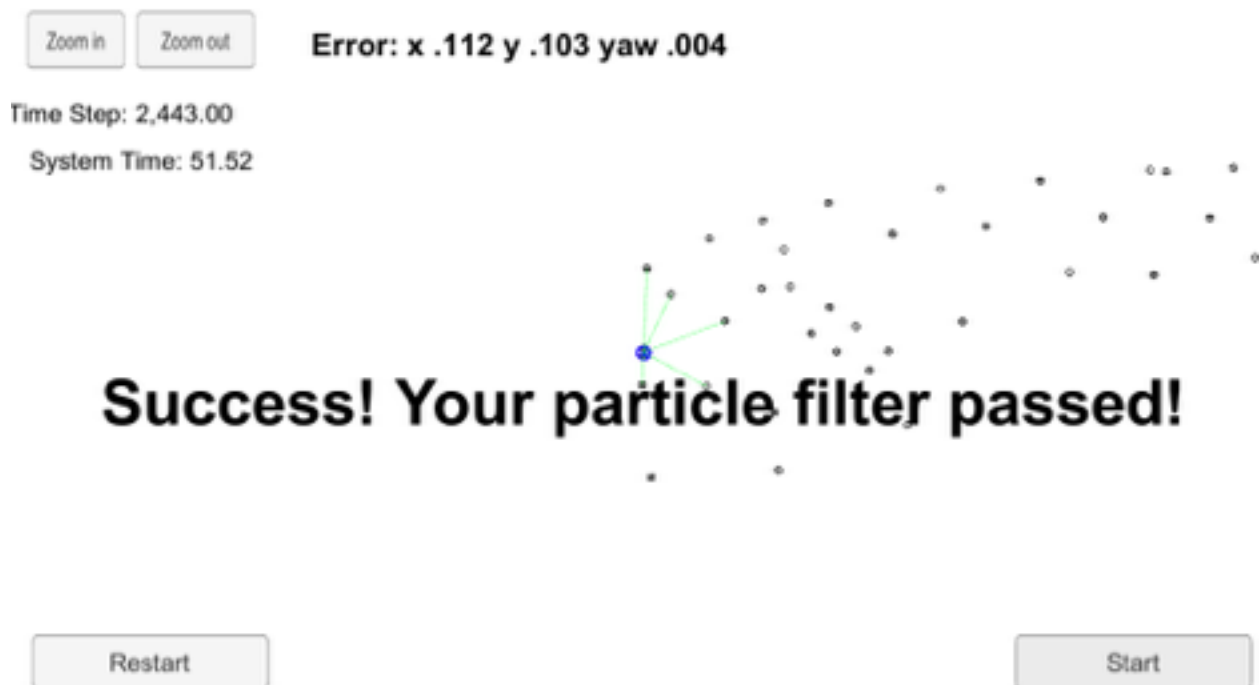 Zoom in Zoom out Error: x .112 y .103 yaw .004
Time Step: 2,443.00
System Time: 51.52
Success! Your particle filter passed!
Restart Start